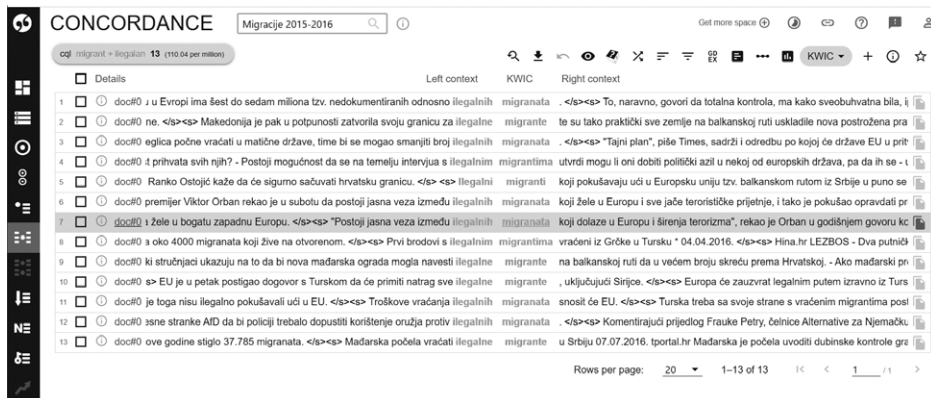 CONCORDANCE Migracije 2015-2016 Get more space
cql migrant + ilegalan 13 (110.04 per million) KWIC
Details Left context KWIC Right context
1 doc#0 u Evropi ima šest do sedam miliona tzv. nedokumentiranih odnosno ilegalnih migranata . </s><s> To, naravno, govori da totalna kontrola, ma kako sveobuhvatna bila,
2 doc#0 ne. </s><s> Makedonija je pak u potpunosti zatvorila svoju granicu za ilegalne migrante te su tako praktički sve zemlje na balkanskoj ruti uskladile nova postrožena pra
3 doc#0 eglica počne vraćati u matične države, time bi se mogao smanjiti broj ilegalnih migranata . </s><s> "Tajni plan", piše Times, sadrži i odredbu po kojoj će države EU u prit
4 doc#0 t prihvata svih njih? - Postoji mogućnost da se na temelju intervjua s ilegalnim migrantima utvrdi mogu li oni dobiti politički azil u nekoj od europskih država, pa da ih se -
5 doc#0 Ranko Ostojić kaže da će sigurno sačuvati hrvatsku granicu. </s> <s> Ilegalni migranti koji pokušavaju ući u Europsku uniju tzv. balkanskom rutom iz Srbije u puno se
6 doc#0 premijer Viktor Orban rekao je u subotu da postoji jasna veza između ilegalnih migranata koji žele u Europu i sve jače terorističke prijetnje, i tako je pokušao opravdati pr
7 doc#0 žele u bogatu zapadnu Europu. </s><s> "Postoji jasna veza između ilegalnih migranata koji dolaze u Europu i širenja terorizma", rekao je Orban u godišnjem govoru kc
8 doc#0 a oko 4000 migranata koji žive na otvorenom. </s><s> Prvi brodovi s ilegalnim migrantima vraćeni iz Grčke u Tursku * 04.04.2016. </s><s> Hina.hr LEZBOS - Dva putničk
9 doc#0 ki stručnjaci ukazuju na to da bi nova mađarska ograda mogla navesti ilegalne migrante na balkanskoj ruti da u većem broju skreću prema Hrvatskoj. - Ako mađarski pr
10 doc#0 s> EU je u petak postigao dogovor s Turskom da će primiti natrag sve ilegalne migrante , uključujući Sirijce. </s><s> Europa će zauzvrat legalnim putem izravno iz Turs
11 doc#0 je toga nisu ilegalno pokušavali ući u EU. </s><s> Troškove vraćanja ilegalnih migranata snosit će EU. </s><s> Turska treba sa svoje strane s vraćenim migrantima post
12 doc#0 esne stranke AfD da bi policiji trebalo dopustiti korištenje oružja protiv ilegalnih migranata . </s><s> Komentirajući prijedlog Frauke Petry, čelnice Alternative za Njemačku
13 doc#0 ove godine stiglo 37.785 migranata. </s><s> Mađarska počela vraćati ilegalne migrante u Srbiju 07.07.2016. tportal.hr Mađarska je počela uvoditi dubinske kontrole gra
Rows per page: 20 1–13 of 13 1 / 1